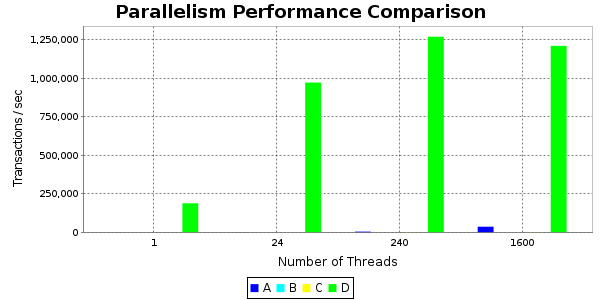 Parallelism Performance Comparison
1,250,000
1,000,000
750,000
500,000
250,000
0
Transactions / sec
1 24 240 1600
Number of Threads
A B C D